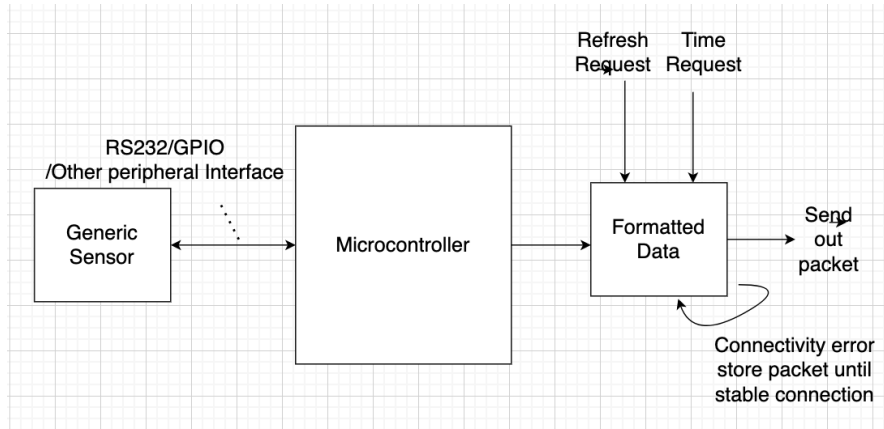 Refresh
Request
Time
Request
RS232/GPIO
/Other peripheral Interface
Generic
Sensor
Microcontroller
Formatted
Data
Send
out
packet
Connectivity error
store packet until
stable connection